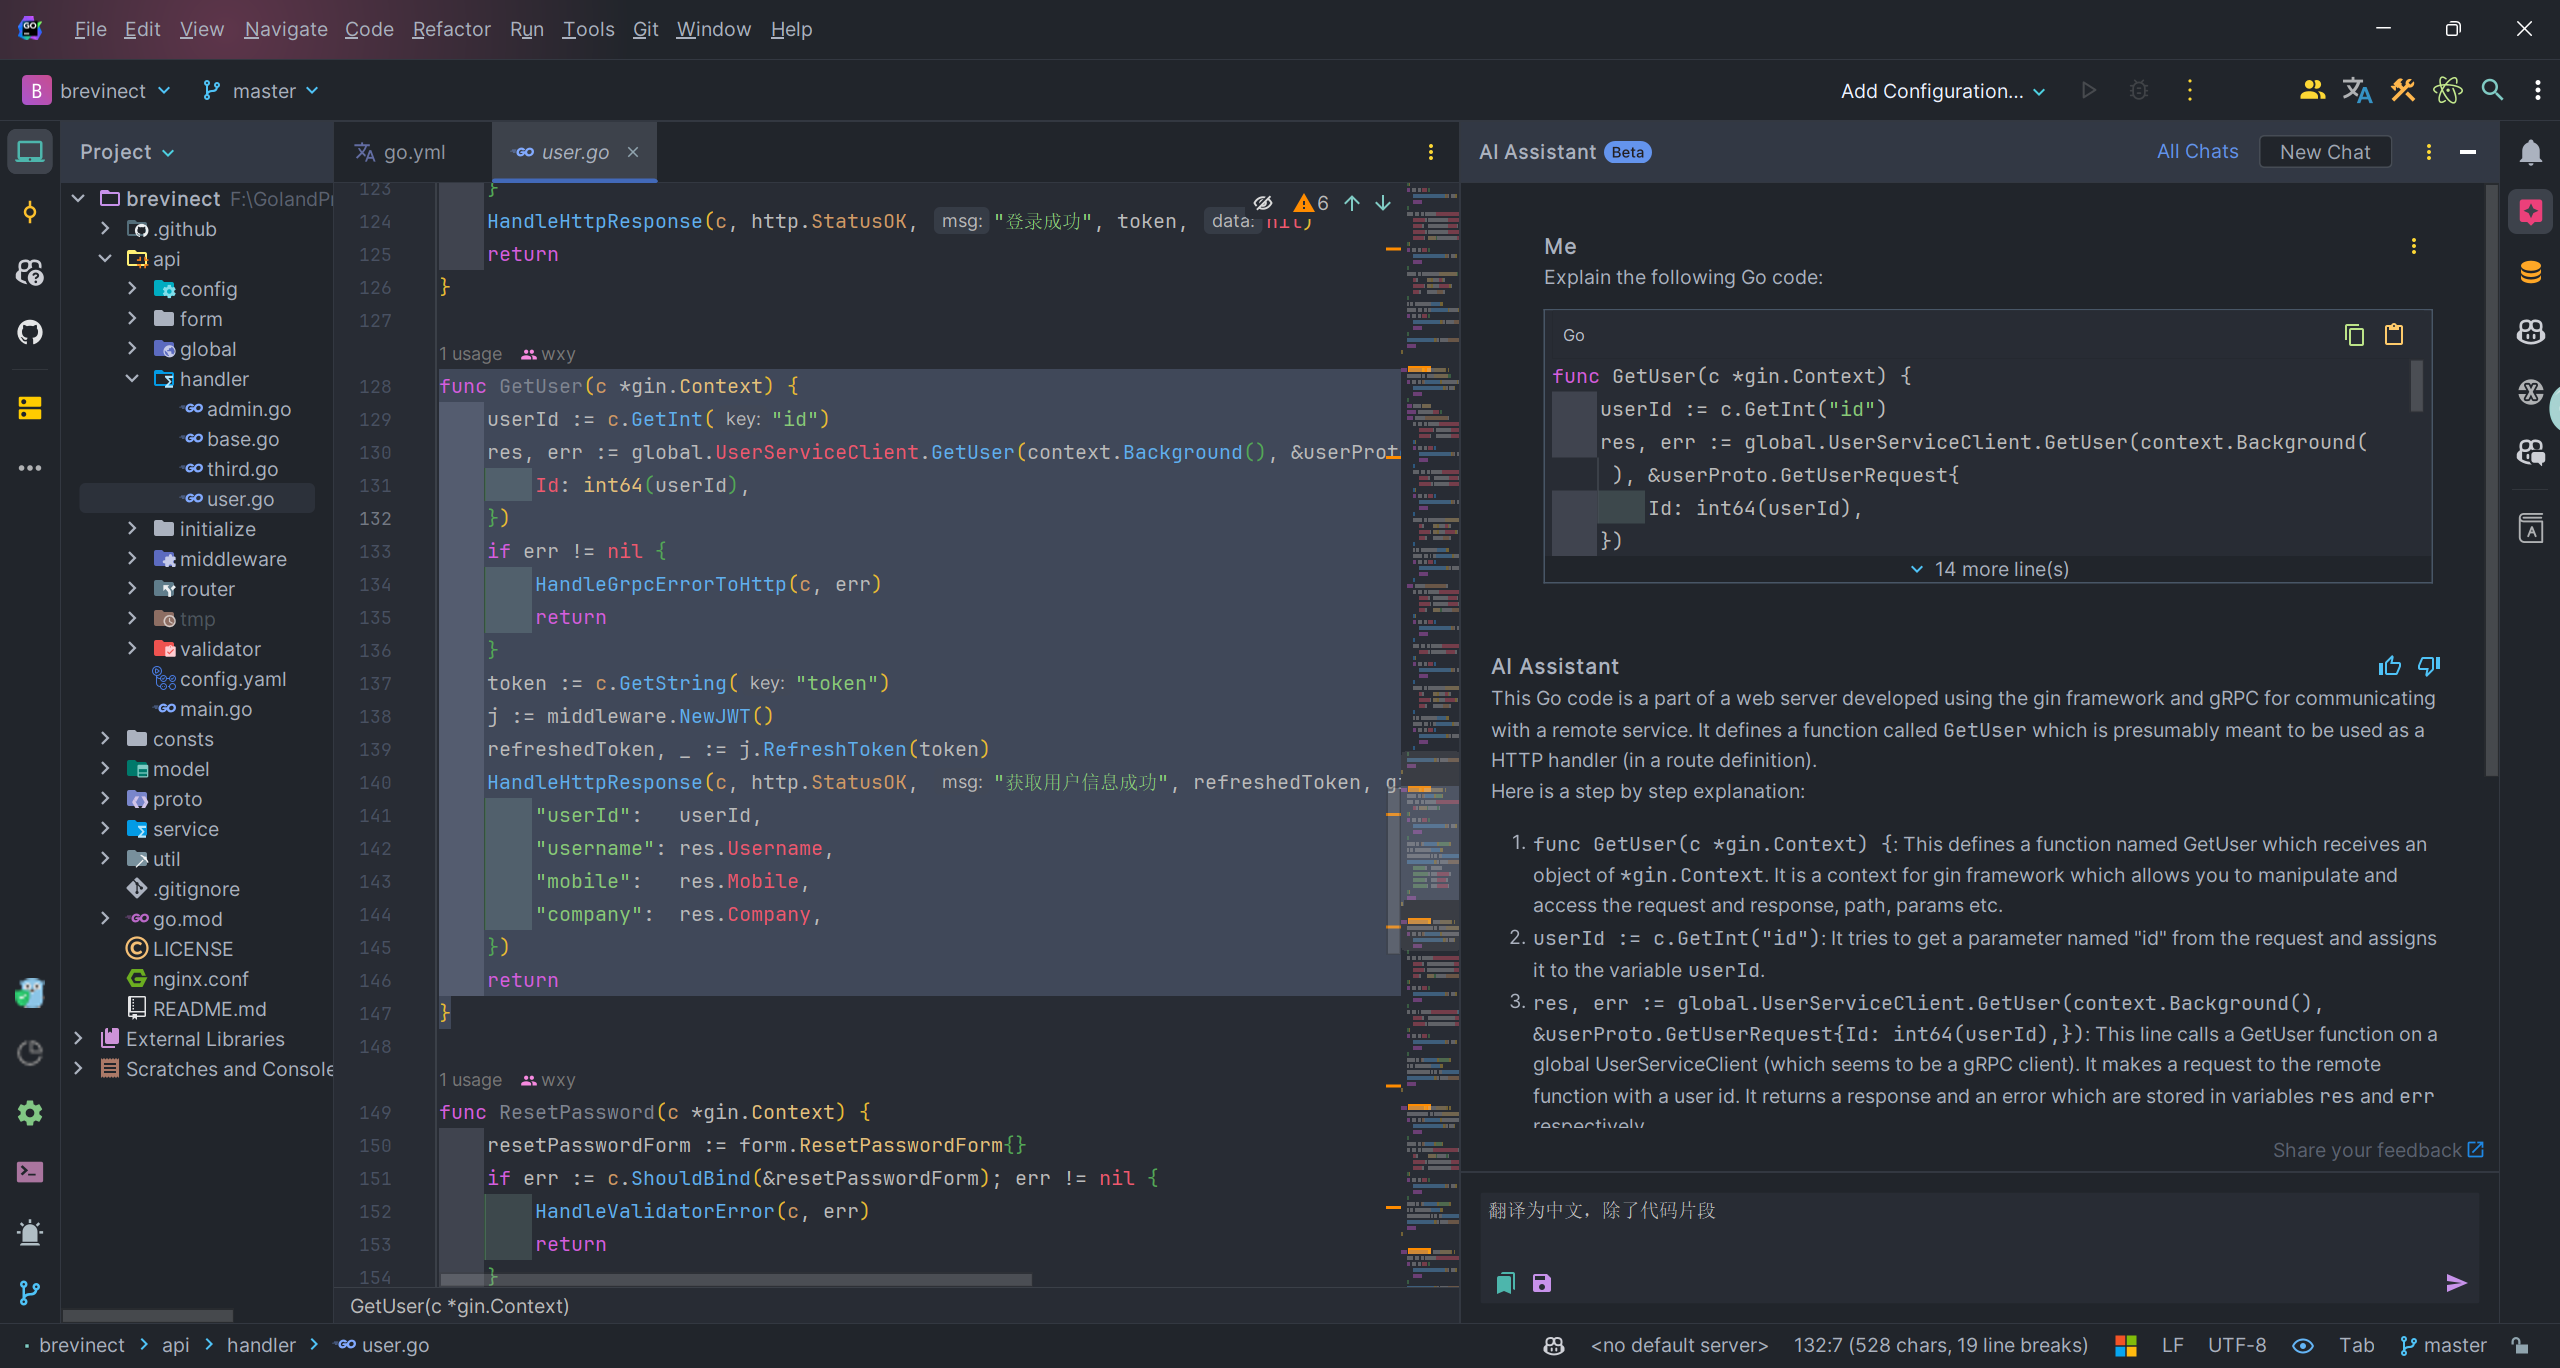 File Edit View Navigate Code Refactor Run Tools Git Window Help
B brevinect master Add Configuration...
Project
go.yml user.go
AI Assistant Beta All Chats New Chat
brevinect F:\GolandPr
.github
api
config
form
global
handler
admin.go
base.go
third.go
user.go
initialize
middleware
router
tmp
validator
config.yaml
main.go
consts
model
proto
service
util
.gitignore
go.mod
LICENSE
nginx.conf
README.md
External Libraries
Scratches and Console
6
123 }
124 HandleHttpResponse(c, http.StatusOK, msg: "登录成功", token, data: nil)
125 return
126 }
127
1 usage wxy
128 func GetUser(c *gin.Context) {
129 userId := c.GetInt( key: "id")
130 res, err := global.UserServiceClient.GetUser(context.Background(), &userProt
131 Id: int64(userId),
132 })
133 if err != nil {
134 HandleGrpcErrorToHttp(c, err)
135 return
136 }
137 token := c.GetString( key: "token")
138 j := middleware.NewJWT()
139 refreshedToken, _ := j.RefreshToken(token)
140 HandleHttpResponse(c, http.StatusOK, msg: "获取用户信息成功", refreshedToken, g
141 "userId": userId,
142 "username": res.Username,
143 "mobile": res.Mobile,
144 "company": res.Company,
145 })
146 return
147 }
148
1 usage wxy
149 func ResetPassword(c *gin.Context) {
150 resetPasswordForm := form.ResetPasswordForm{}
151 if err := c.ShouldBind(&resetPasswordForm); err != nil {
152 HandleValidatorError(c, err)
153 return
154 }
GetUser(c *gin.Context)
Me
Explain the following Go code:
Go
func GetUser(c *gin.Context) {
userId := c.GetInt("id")
res, err := global.UserServiceClient.GetUser(context.Background(
), &userProto.GetUserRequest{
Id: int64(userId),
})
14 more line(s)
AI Assistant
This Go code is a part of a web server developed using the gin framework and gRPC for communicating
with a remote service. It defines a function called GetUser which is presumably meant to be used as a
HTTP handler (in a route definition).
Here is a step by step explanation:
1. func GetUser(c *gin.Context) {: This defines a function named GetUser which receives an
object of *gin.Context. It is a context for gin framework which allows you to manipulate and
access the request and response, path, params etc.
2. userId := c.GetInt("id"): It tries to get a parameter named "id" from the request and assigns
it to the variable userId.
3. res, err := global.UserServiceClient.GetUser(context.Background(),
&userProto.GetUserRequest{Id: int64(userId),}): This line calls a GetUser function on a
global UserServiceClient (which seems to be a gRPC client). It makes a request to the remote
function with a user id. It returns a response and an error which are stored in variables res and err
respectively.
Share your feedback
翻译为中文，除了代码片段
brevinect api handler user.go
<no default server> 132:7 (528 chars, 19 line breaks) LF UTF-8 Tab master